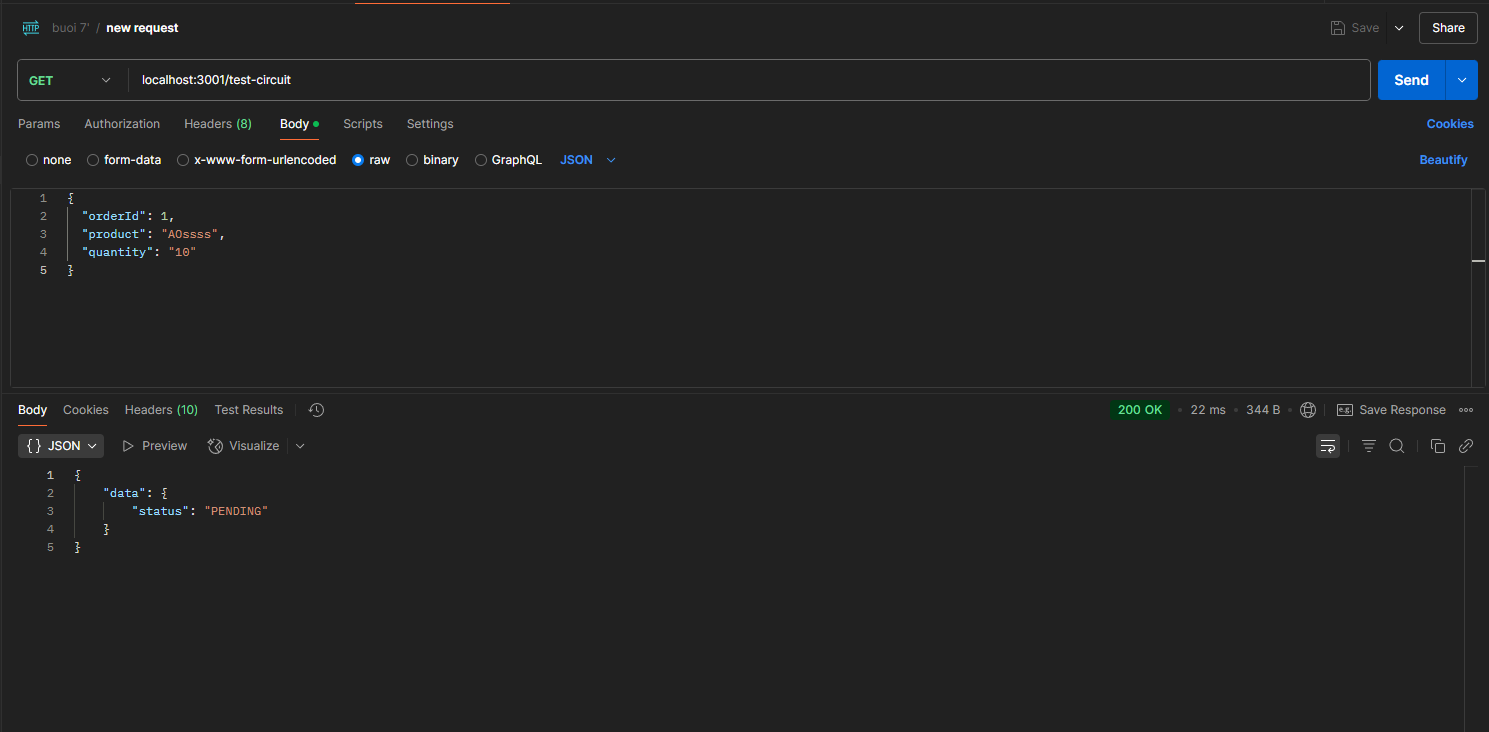 HTTP buoi 7' / new request Save Share
GET localhost:3001/test-circuit Send
Params Authorization Headers (8) Body Scripts Settings Cookies
none form-data x-www-form-urlencoded raw binary GraphQL JSON Beautify
1 {
2 "orderId": 1,
3 "product": "AOssss",
4 "quantity": "10"
5 }
Body Cookies Headers (10) Test Results 200 OK • 22 ms • 344 B • e.g. Save Response
{} JSON Preview Visualize
1 {
2 "data": {
3 "status": "PENDING"
4 }
5 }